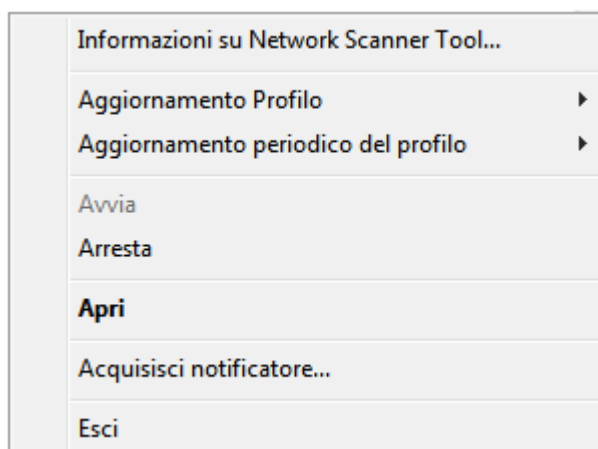 Informazioni su Network Scanner Tool...
Aggiornamento Profilo
Aggiornamento periodico del profilo
Avvia
Arresta
Apri
Acquisisci notificatore...
Esci